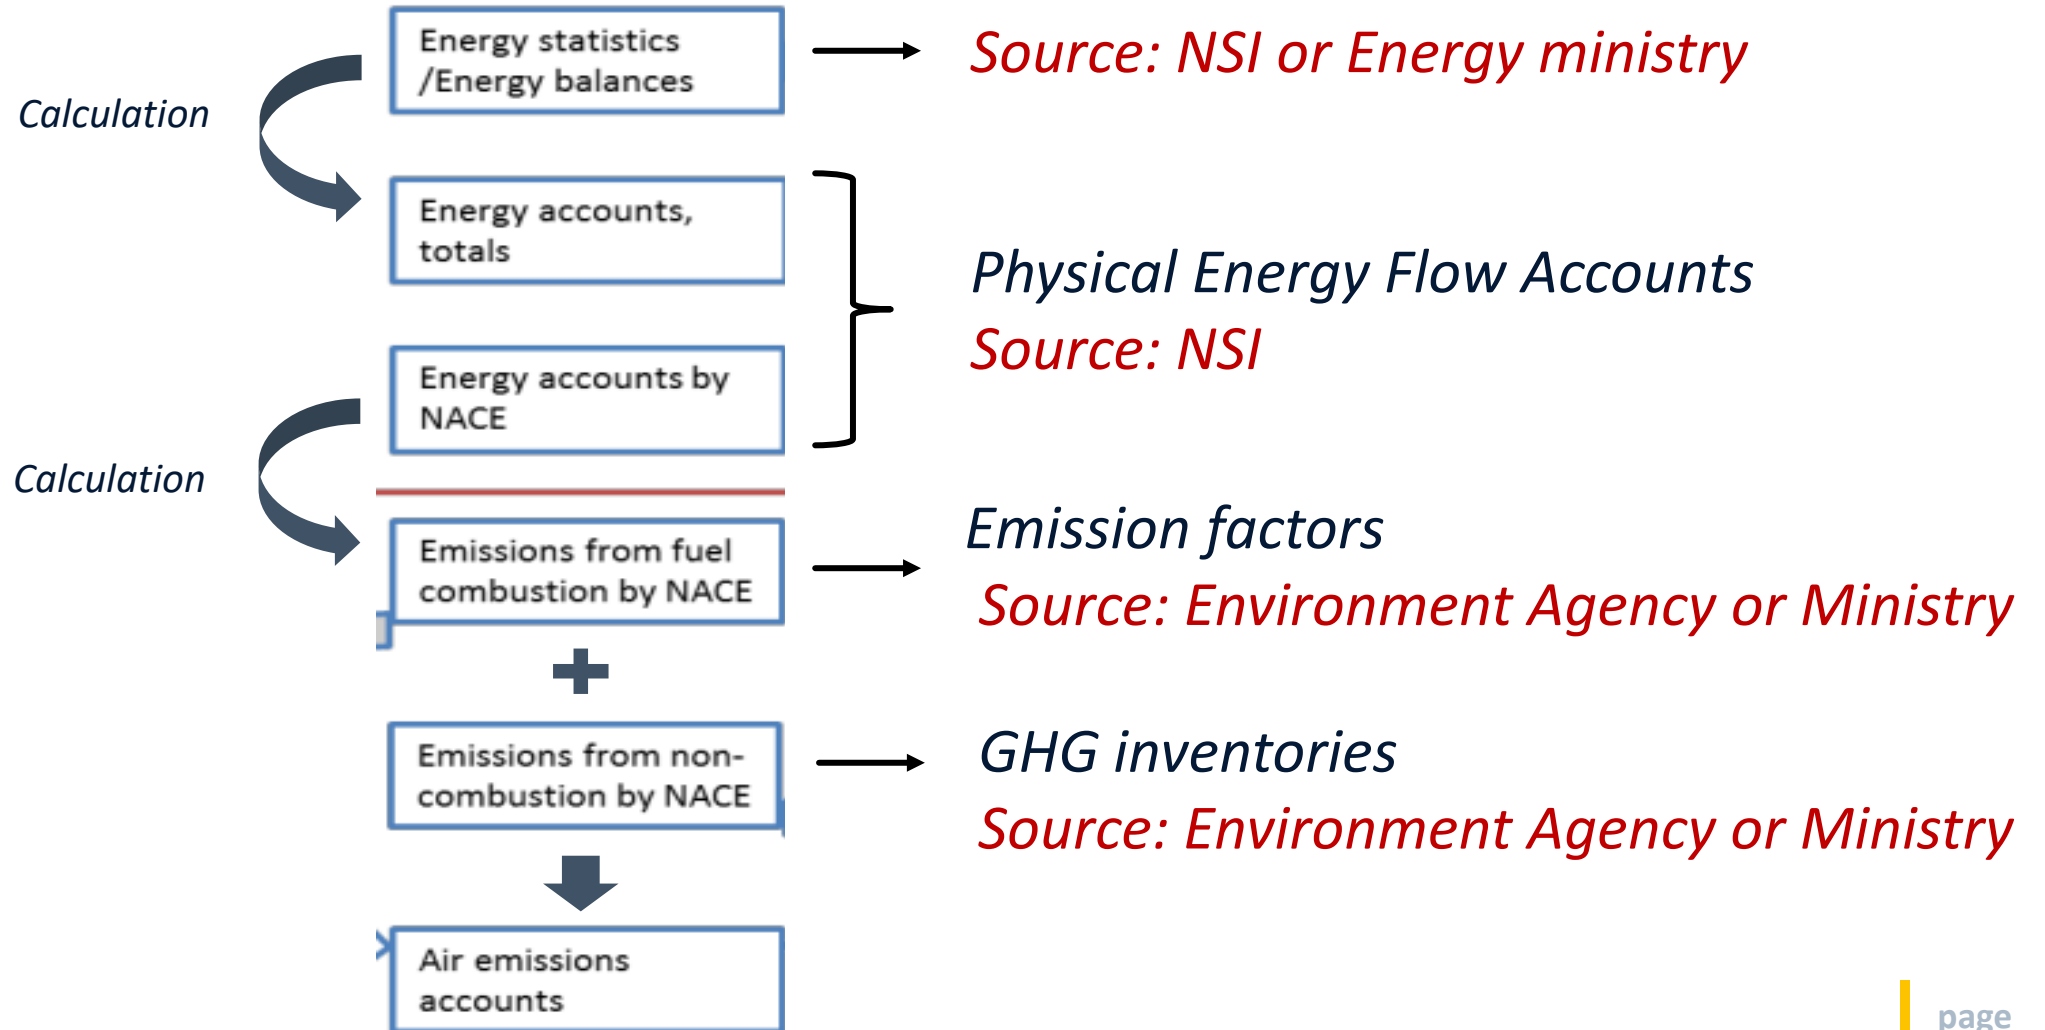 Energy statistics
/Energy balances
Source: NSI or Energy ministry
Calculation
Energy accounts,
totals
Physical Energy Flow Accounts
Source: NSI
Energy accounts by
NACE
Calculation
Emissions from fuel
combustion by NACE
Emission factors
Source: Environment Agency or Ministry
Emissions from non-
combustion by NACE
GHG inventories
Source: Environment Agency or Ministry
Air emissions
accounts
page